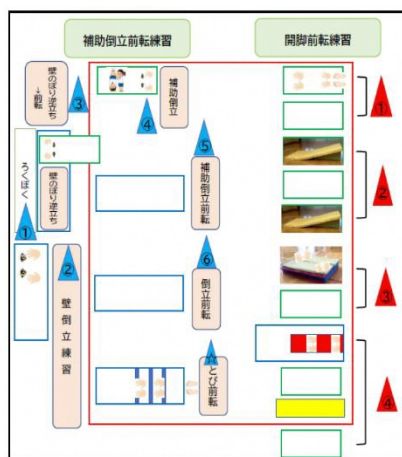 補助倒立前転練習
開脚前転練習
壁のぼり逆立ち
→前転
③
④
補助倒立
①
ろくぼく
①
壁のぼり逆立ち
⑤
補助倒立前転
②
②
壁倒立練習
⑥
倒立前転
③
☆
とび前転
④